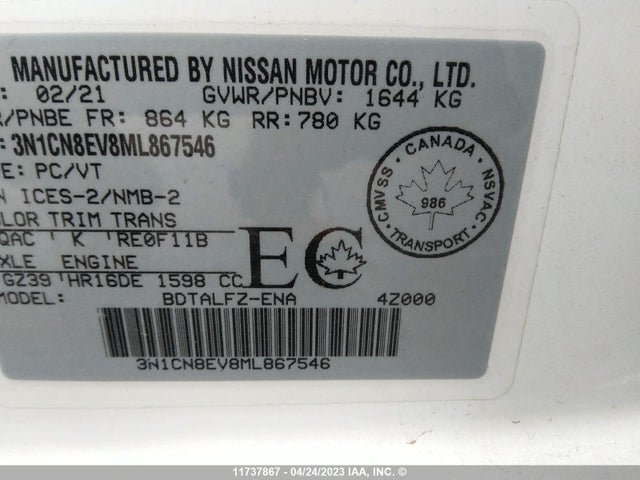 MANUFACTURED BY NISSAN MOTOR CO., LTD.
: 02/21 GVWR/PNBV: 1644 KG
R/PNBE FR: 864 KG RR: 780 KG
: 3N1CN8EV8ML867546
E: PC/VT
N ICES-2/NMB-2
OLOR TRIM TRANS
QAC ' K ' RE0F11B
XLE ENGINE
GZ39 ' HR16DE 1598 CC
MODEL: BDTALFZ-ENA 4Z000
EC
CANADA
CMVSS NSVAC
986
TRANSPORT
3N1CN8EV8ML867546
11737867 - 04/24/2023 IAA, INC. ©